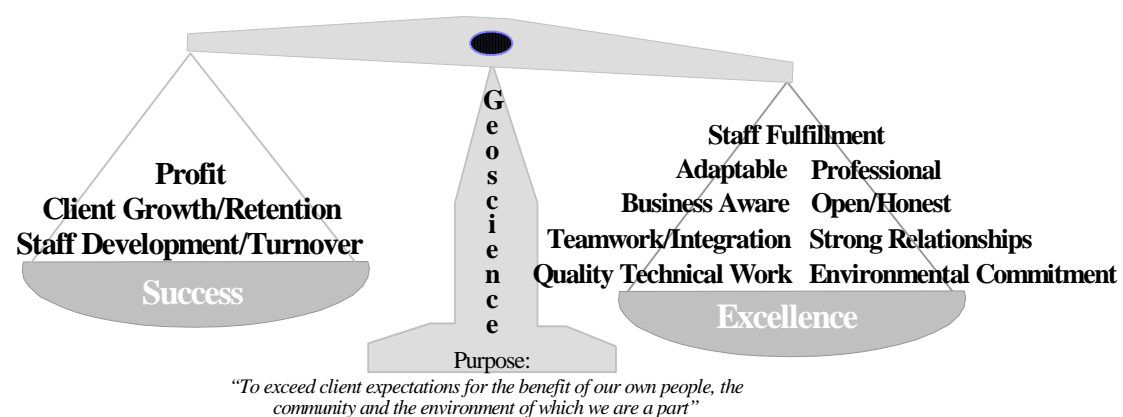 Profit
Client Growth/Retention
Staff Development/Turnover
Success
Geoscience
Staff Fulfillment
Adaptable Professional
Business Aware Open/Honest
Teamwork/Integration Strong Relationships
Quality Technical Work Environmental Commitment
Excellence
Purpose:
“To exceed client expectations for the benefit of our own people, the
community and the environment of which we are a part”